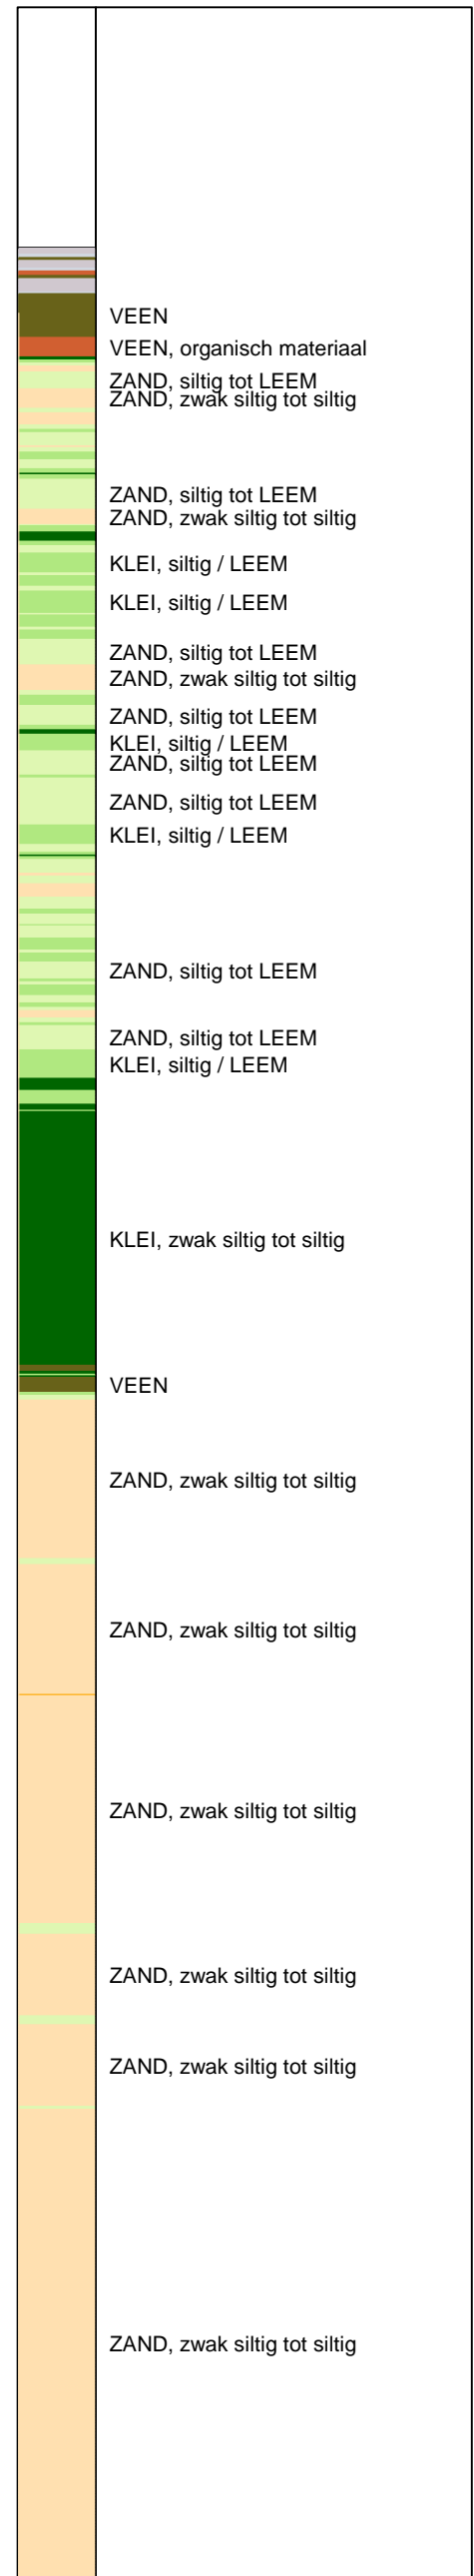 VEEN
VEEN, organisch materiaal
ZAND, siltig tot LEEM
ZAND, zwak siltig tot siltig
ZAND, siltig tot LEEM
ZAND, zwak siltig tot siltig
KLEI, siltig / LEEM
KLEI, siltig / LEEM
ZAND, siltig tot LEEM
ZAND, zwak siltig tot siltig
ZAND, siltig tot LEEM
KLEI, siltig / LEEM
ZAND, siltig tot LEEM
ZAND, siltig tot LEEM
KLEI, siltig / LEEM
ZAND, siltig tot LEEM
ZAND, siltig tot LEEM
KLEI, siltig / LEEM
KLEI, zwak siltig tot siltig
VEEN
ZAND, zwak siltig tot siltig
ZAND, zwak siltig tot siltig
ZAND, zwak siltig tot siltig
ZAND, zwak siltig tot siltig
ZAND, zwak siltig tot siltig
ZAND, zwak siltig tot siltig